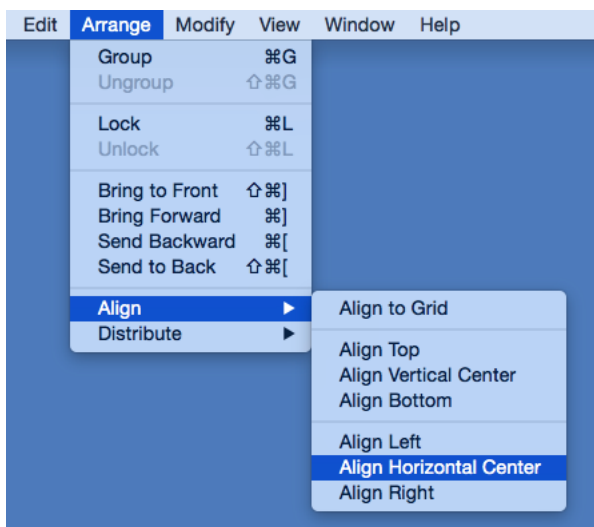 Edit Arrange Modify View Window Help
Group ⌘G
Ungroup ⇧⌘G
Lock ⌘L
Unlock ⇧⌘L
Bring to Front ⇧⌘]
Bring Forward ⌘]
Send Backward ⌘[
Send to Back ⇧⌘[
Align ▶
Distribute ▶
Align to Grid
Align Top
Align Vertical Center
Align Bottom
Align Left
Align Horizontal Center
Align Right